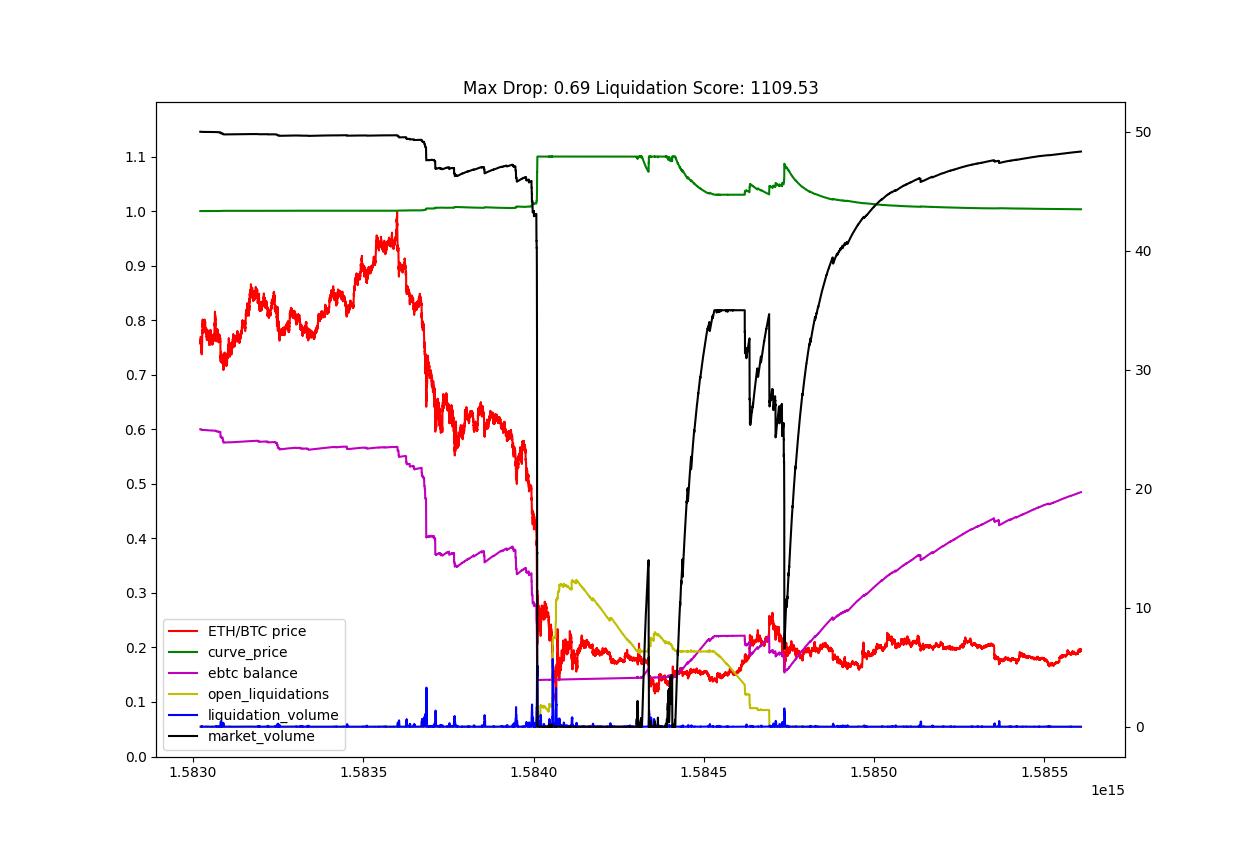 Max Drop: 0.69 Liquidation Score: 1109.53
1.1
1.0
0.9
0.8
0.7
0.6
0.5
0.4
0.3
0.2
0.1
0.0
50
40
30
20
10
0
ETH/BTC price
curve_price
ebtc balance
open_liquidations
liquidation_volume
market_volume
1.5830 1.5835 1.5840 1.5845 1.5850 1.5855
1e15